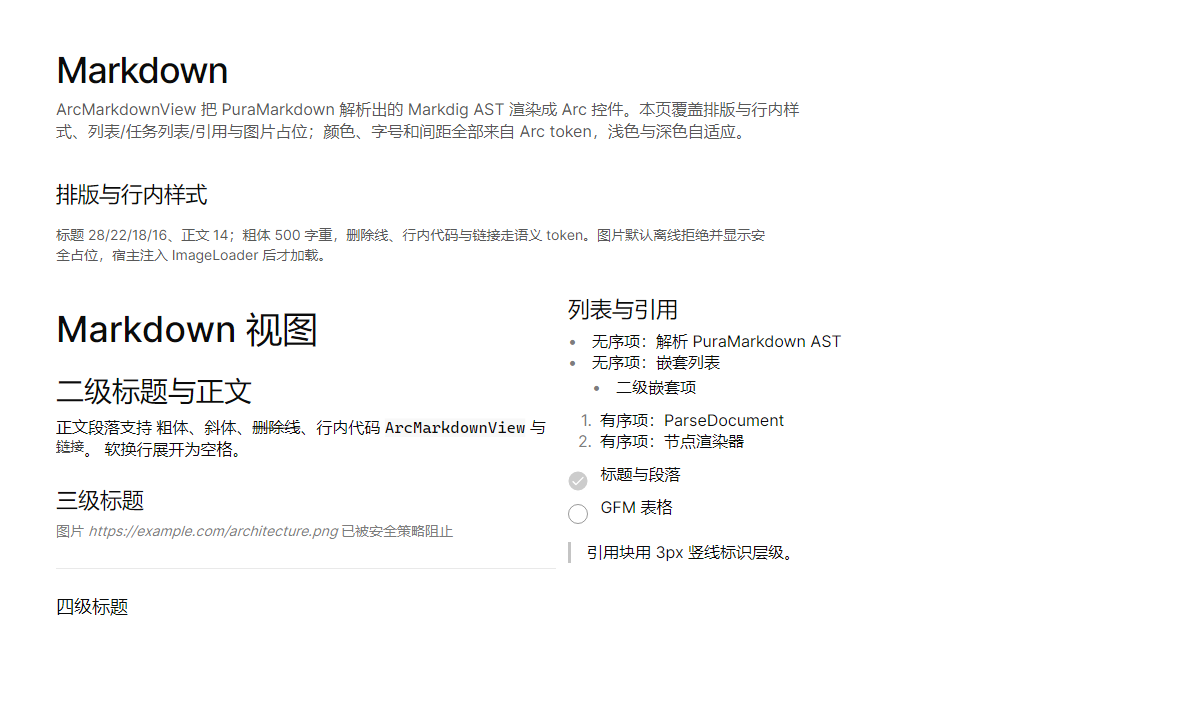 Markdown
ArcMarkdownView 把 PuraMarkdown 解析出的 Markdig AST 渲染成 Arc 控件。本页覆盖排版与行内样
式、列表/任务列表/引用与图片占位；颜色、字号和间距全部来自 Arc token，浅色与深色自适应。
排版与行内样式
标题 28/22/18/16、正文 14；粗体 500 字重，删除线、行内代码与链接走语义 token。图片默认离线拒绝并显示安
全占位，宿主注入 ImageLoader 后才加载。
Markdown 视图
二级标题与正文
正文段落支持 粗体、斜体、删除线、行内代码 ArcMarkdownView 与
链接。 软换行展开为空格。
三级标题
图片 https://example.com/architecture.png 已被安全策略阻止
四级标题
列表与引用
• 无序项：解析 PuraMarkdown AST
• 无序项：嵌套列表
• 二级嵌套项
1. 有序项：ParseDocument
2. 有序项：节点渲染器
标题与段落
GFM 表格
引用块用 3px 竖线标识层级。